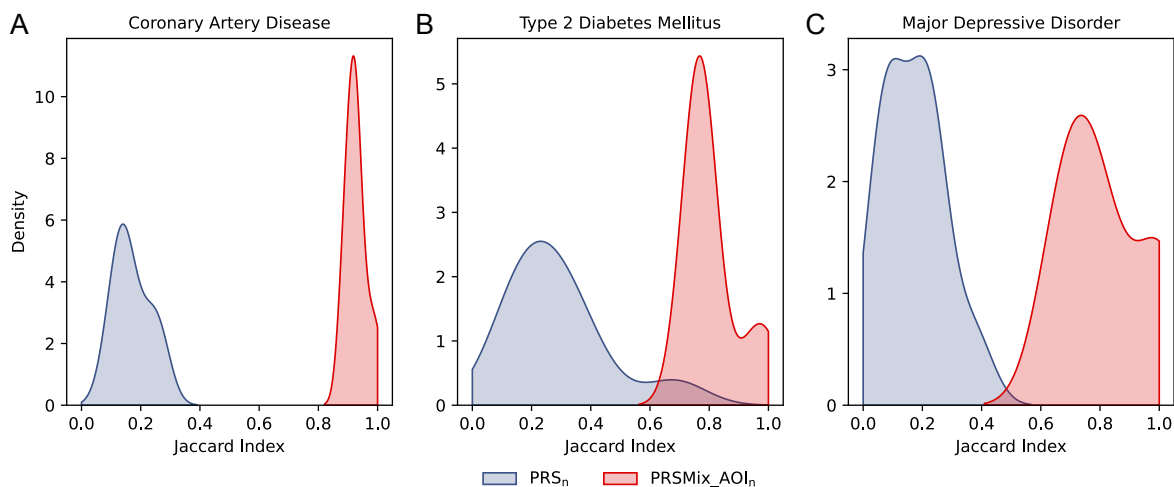 A
Coronary Artery Disease
Density
10
8
6
4
2
0
0.0 0.2 0.4 0.6 0.8 1.0
Jaccard Index
B
Type 2 Diabetes Mellitus
5
4
3
2
1
0
0.0 0.2 0.4 0.6 0.8 1.0
Jaccard Index
C
Major Depressive Disorder
3
2
1
0
0.0 0.2 0.4 0.6 0.8 1.0
Jaccard Index
PRSₙ PRSMix_AOIₙ